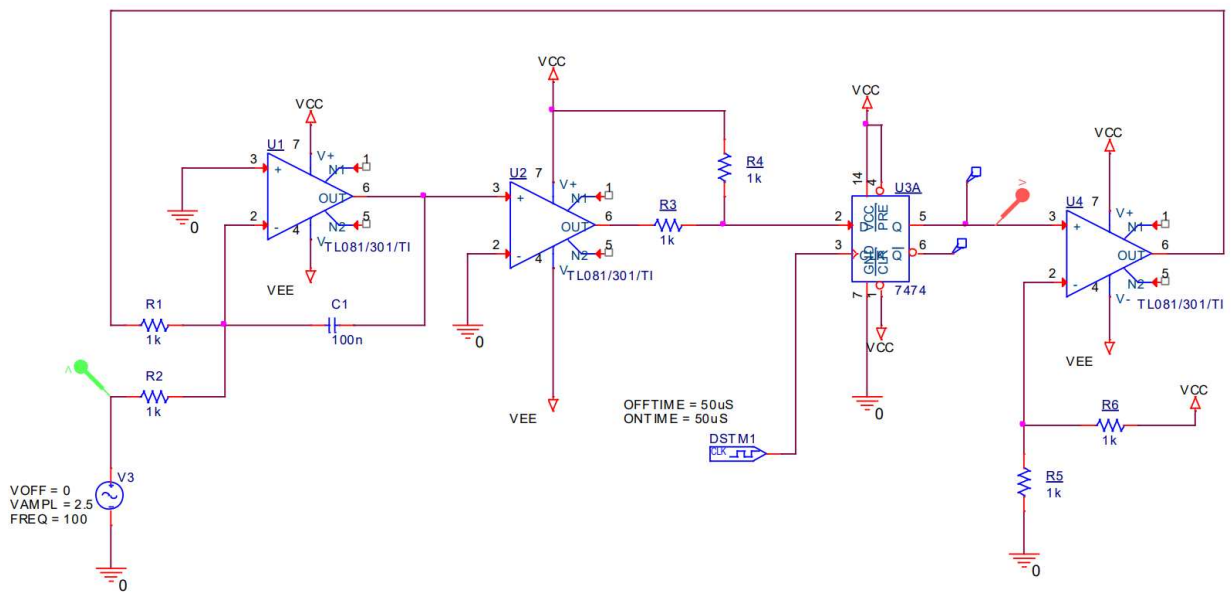 VCC
U1
3
+
7
V+
N1
1
6
OUT
2
-
4
V-
N2
5
TL081/301/TI
VEE
0
R1
1k
C1
100n
R2
1k
V3
VOFF = 0
VAMPL = 2.5
FREQ = 100
0
VCC
U2
3
+
7
V+
N1
1
6
OUT
2
-
4
V-
N2
5
TL081/301/TI
VEE
0
R3
1k
R4
1k
VCC
14
4
U3A
2
VCC
PRE
Q
5
3
CLK
Q
6
GND
CLR
7
1
7474
VCC
0
OFFTIME = 50uS
ONTIME = 50uS
DSTM1
CLK
VCC
U4
3
+
7
V+
N1
1
6
OUT
2
-
4
V-
N2
5
TL081/301/TI
VEE
VCC
R6
1k
R5
1k
0
V
V